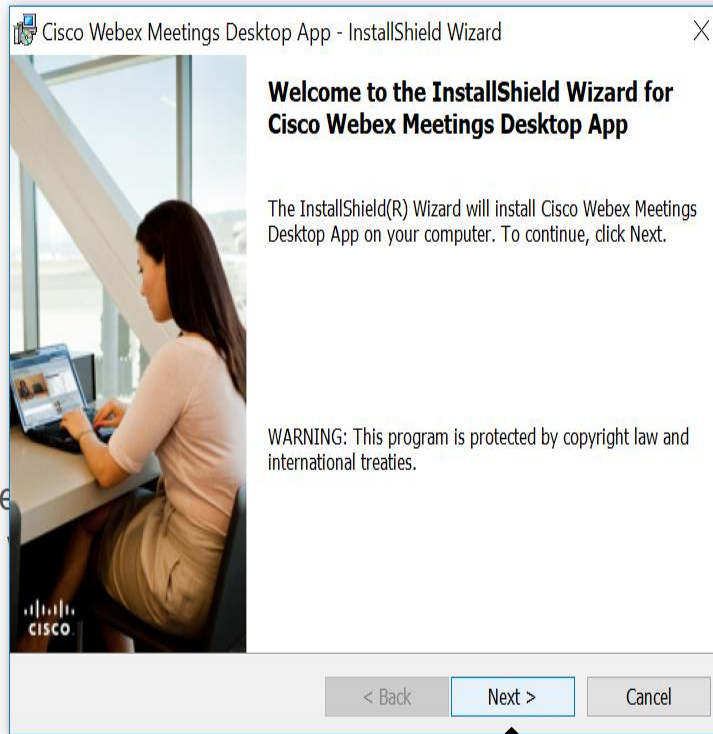 Cisco Webex Meetings Desktop App - InstallShield Wizard
Welcome to the InstallShield Wizard for
Cisco Webex Meetings Desktop App
The InstallShield(R) Wizard will install Cisco Webex Meetings
Desktop App on your computer. To continue, click Next.
WARNING: This program is protected by copyright law and
international treaties.
CISCO
< Back Next > Cancel